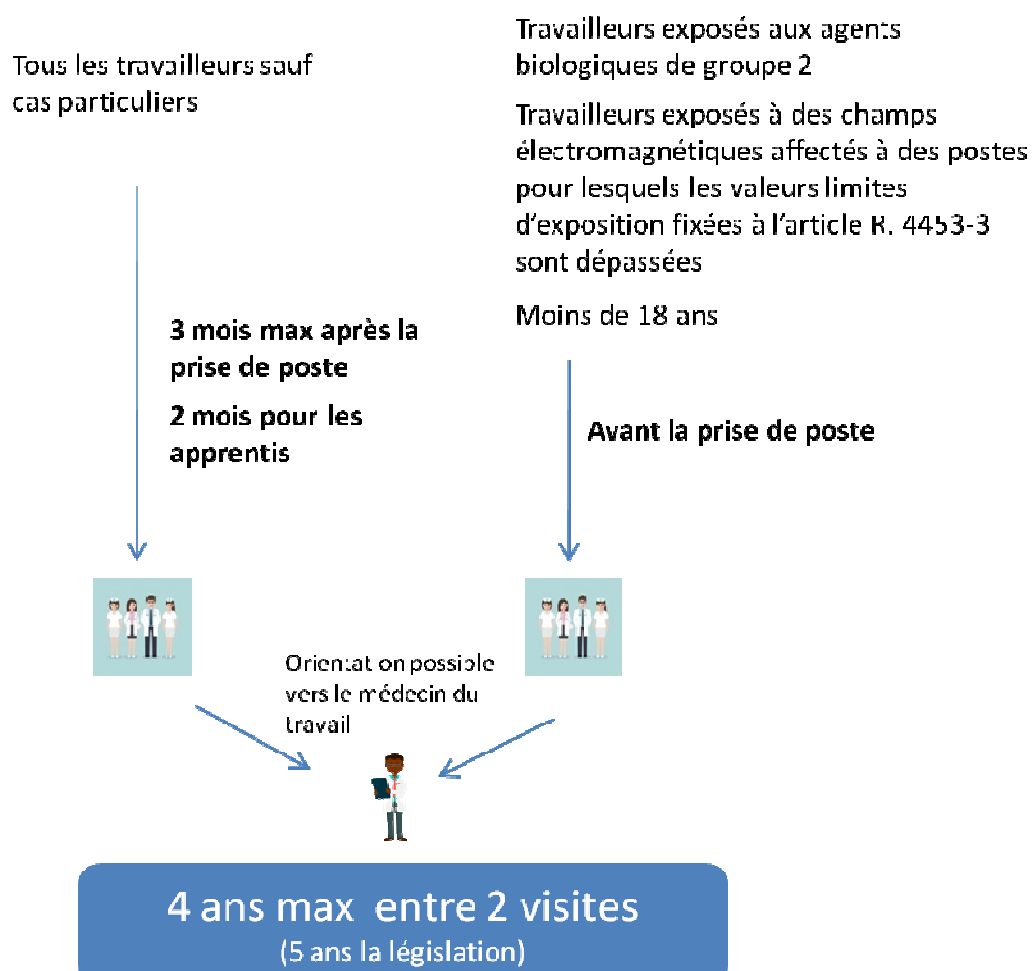 Tous les travailleurs sauf
cas particuliers
3 mois max après la
prise de poste
2 mois pour les
apprentis
Travailleurs exposés aux agents
biologiques de groupe 2
Travailleurs exposés à des champs
électromagnétiques affectés à des postes
pour lesquels les valeurs limites
d'exposition fixées à l'article R. 4453-3
sont dépassées
Moins de 18 ans
Avant la prise de poste
Orientation possible
vers le médecin du
travail
4 ans max entre 2 visites
(5 ans la législation)